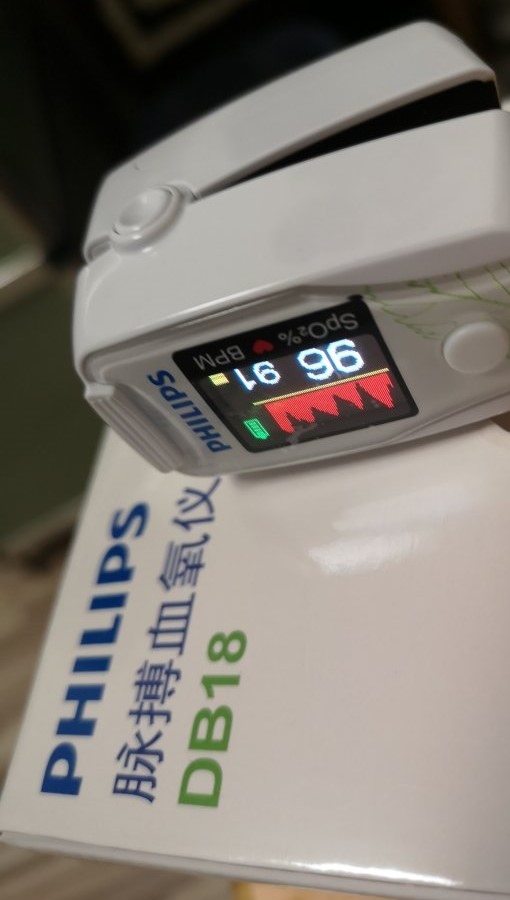 SpO₂% BPM
96 91
PHILIPS
PHILIPS
脉搏血氧仪
DB18